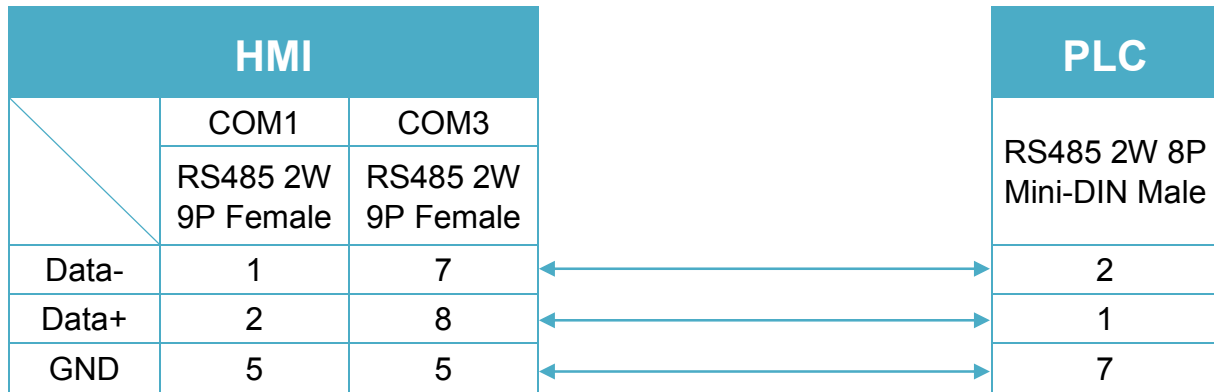 HMI
PLC
COM1 COM3
RS485 2W
9P Female
RS485 2W
9P Female
RS485 2W 8P
Mini-DIN Male
Data- 1 7 2
Data+ 2 8 1
GND 5 5 7